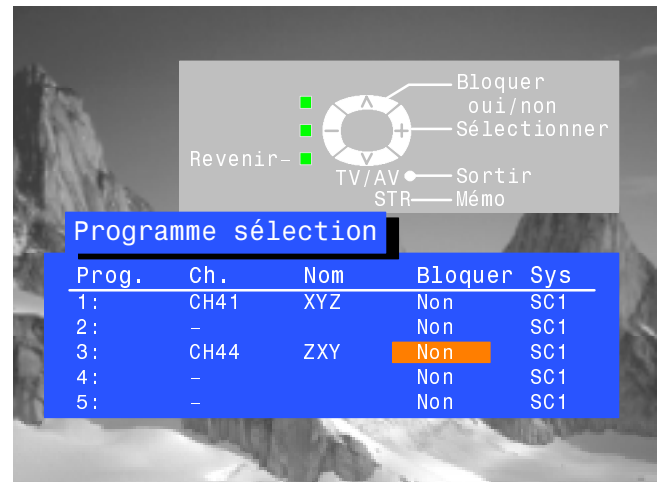 Bloquer
oui/non
Sélectionner
Revenir–
TV/AV Sortir
STR Mémo
Programme sélection
Prog. Ch. Nom Bloquer Sys
1: CH41 XYZ Non SC1
2: – Non SC1
3: CH44 ZXY Non SC1
4: – Non SC1
5: – Non SC1